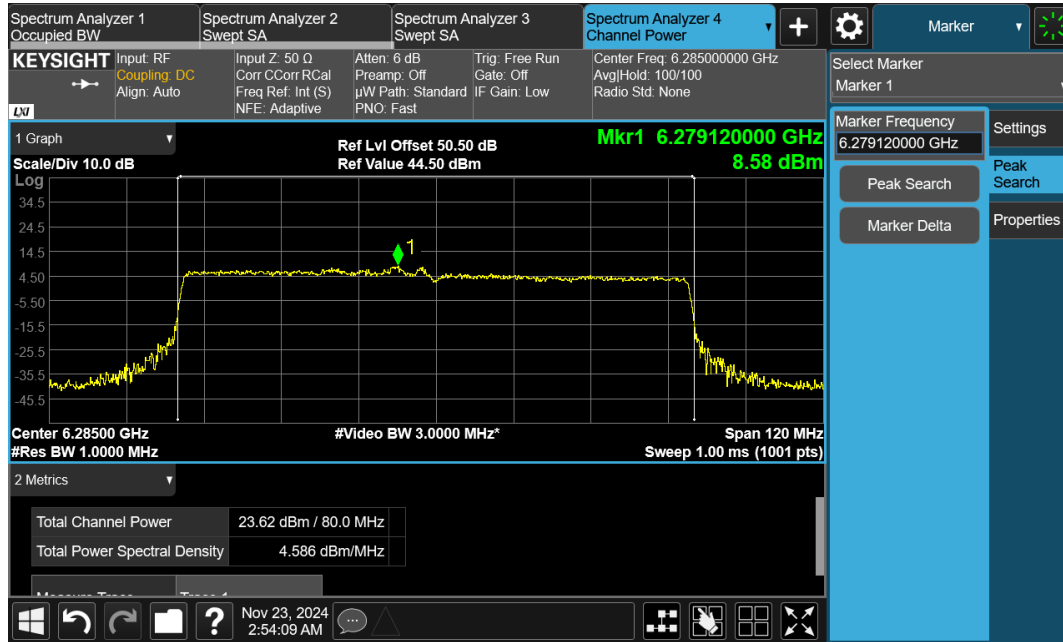 Spectrum Analyzer 1
Occupied BW
Spectrum Analyzer 2
Swept SA
Spectrum Analyzer 3
Swept SA
Spectrum Analyzer 4
Channel Power
Marker
KEYSIGHT
Input: RF
Coupling: DC
Align: Auto
Input Z: 50 Ω
Corr CCorr RCal
Freq Ref: Int (S)
NFE: Adaptive
Atten: 6 dB
Preamp: Off
µW Path: Standard
PNO: Fast
Trig: Free Run
Gate: Off
IF Gain: Low
Center Freq: 6.285000000 GHz
Avg|Hold: 100/100
Radio Std: None
LXI
Select Marker
Marker 1
Marker Frequency
6.279120000 GHz
Peak Search
Marker Delta
Settings
Peak
Search
Properties
1 Graph
Scale/Div 10.0 dB
Ref Lvl Offset 50.50 dB
Ref Value 44.50 dBm
Mkr1 6.279120000 GHz
8.58 dBm
Log
34.5
24.5
14.5
4.50
-5.50
-15.5
-25.5
-35.5
-45.5
1
Center 6.28500 GHz
#Res BW 1.0000 MHz
#Video BW 3.0000 MHz*
Span 120 MHz
Sweep 1.00 ms (1001 pts)
2 Metrics
Total Channel Power 23.62 dBm / 80.0 MHz
Total Power Spectral Density 4.586 dBm/MHz
?
Nov 23, 2024
2:54:09 AM